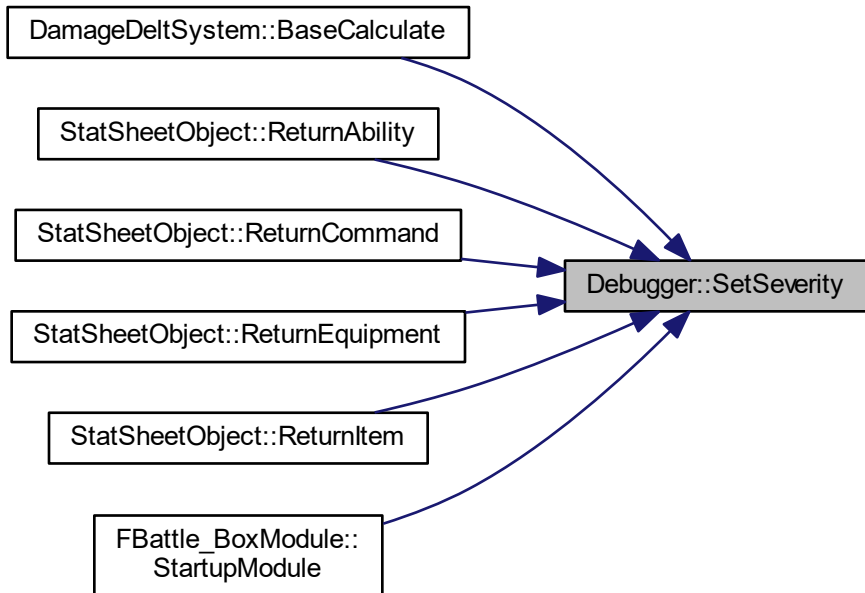 DamageDeltSystem::BaseCalculate
StatSheetObject::ReturnAbility
StatSheetObject::ReturnCommand
Debugger::SetSeverity
StatSheetObject::ReturnEquipment
StatSheetObject::ReturnItem
FBattle_BoxModule::
StartupModule